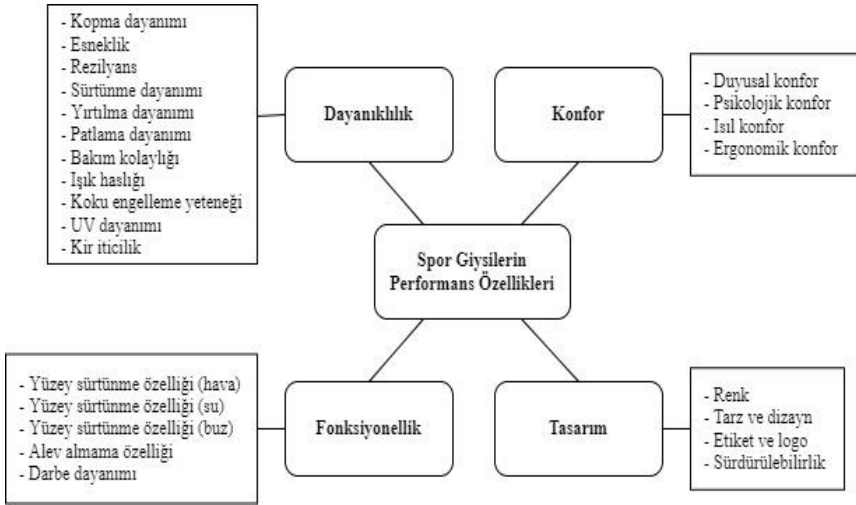 - Kopma dayanımı
- Esneklik
- Rezilyans
- Sürtünme dayanımı
- Yırtılma dayanımı
- Patlama dayanımı
- Bakım kolaylığı
- Işık haslığı
- Koku engelleme yeteneği
- UV dayanımı
- Kir iticilik
Dayanıklılık
Konfor
- Duyusal konfor
- Psikolojik konfor
- Isıl konfor
- Ergonomik konfor
Spor Giysilerin
Performans Özellikleri
- Yüzey sürtünme özelliği (hava)
- Yüzey sürtünme özelliği (su)
- Yüzey sürtünme özelliği (buz)
- Alev almama özelliği
- Darbe dayanımı
Fonksiyonellik
Tasarım
- Renk
- Tarz ve dizayn
- Etiket ve logo
- Sürdürülebilirlik